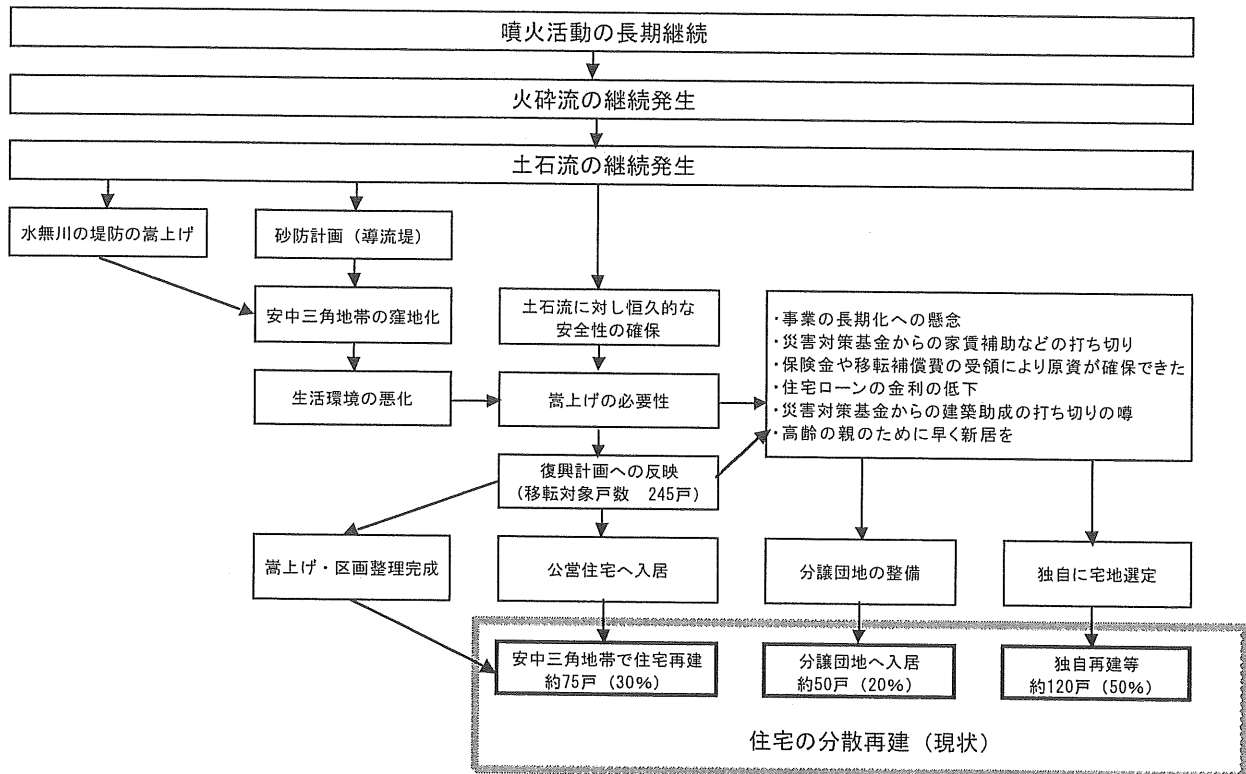 噴火活動の長期継続
火砕流の継続発生
土石流の継続発生
水無川の堤防の嵩上げ
砂防計画（導流堤）
安中三角地帯の窪地化
土石流に対し恒久的な
安全性の確保
・事業の長期化への懸念
・災害対策基金からの家賃補助などの打ち切り
・保険金や移転補償費の受領により原資が確保できた
・住宅ローンの金利の低下
・災害対策基金からの建築助成の打ち切りの噂
・高齢の親のために早く新居を
生活環境の悪化
嵩上げの必要性
復興計画への反映
（移転対象戸数　245戸）
嵩上げ・区画整理完成
公営住宅へ入居
分譲団地の整備
独自に宅地選定
安中三角地帯で住宅再建
約75戸（30%）
分譲団地へ入居
約50戸（20%）
独自再建等
約120戸（50%）
住宅の分散再建（現状）